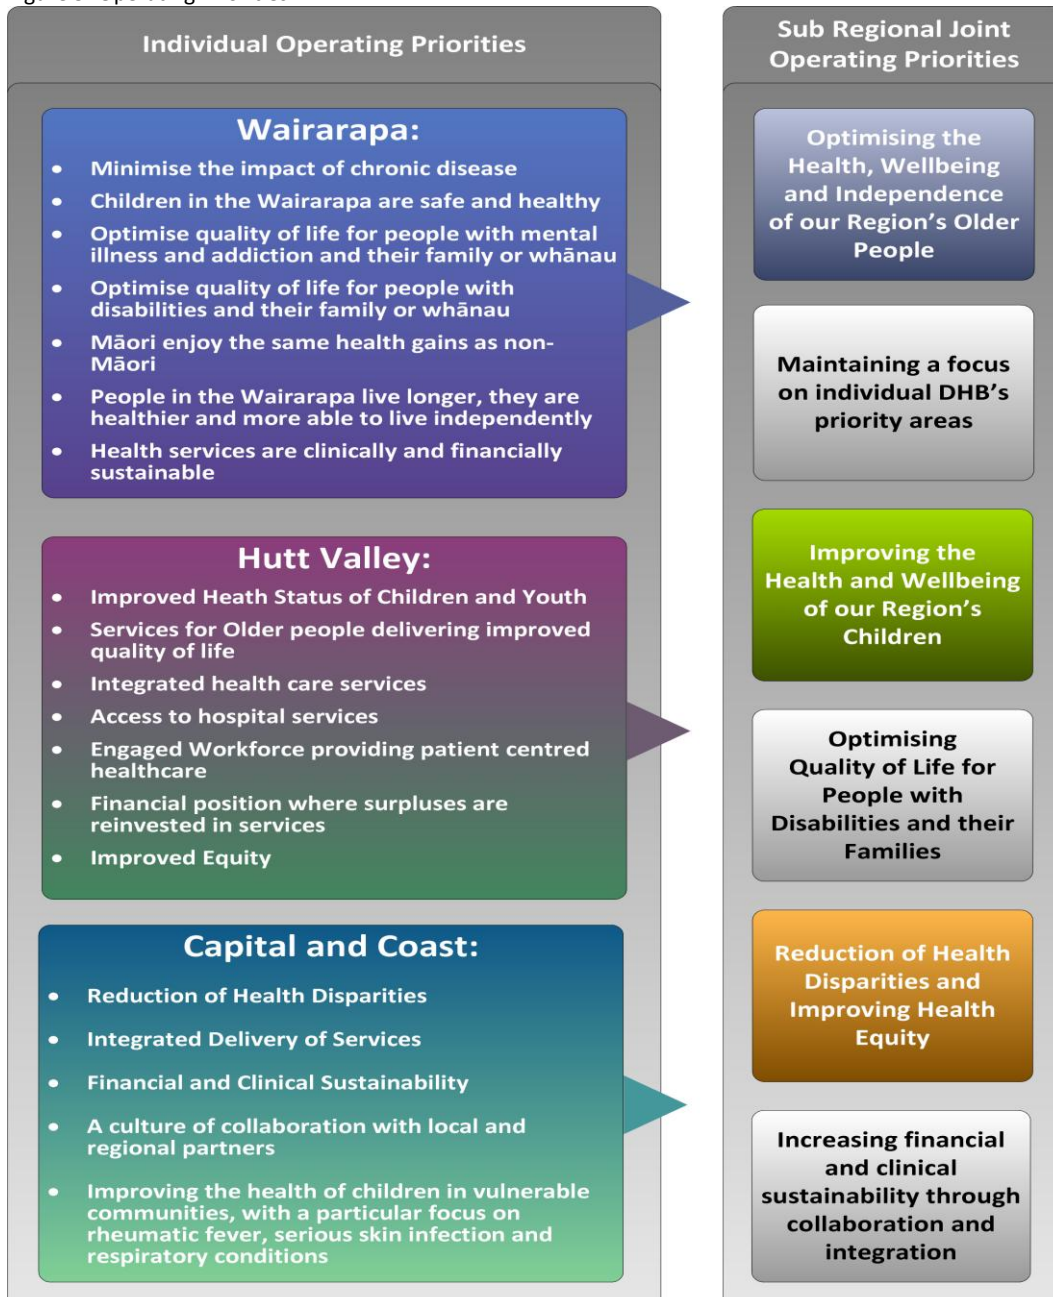 Individual Operating Priorities
Wairarapa:
• Minimise the impact of chronic disease
• Children in the Wairarapa are safe and healthy
• Optimise quality of life for people with mental
illness and addiction and their family or whānau
• Optimise quality of life for people with
disabilities and their family or whānau
• Māori enjoy the same health gains as non-
Māori
• People in the Wairarapa live longer, they are
healthier and more able to live independently
• Health services are clinically and financially
sustainable
Hutt Valley:
• Improved Heath Status of Children and Youth
• Services for Older people delivering improved
quality of life
• Integrated health care services
• Access to hospital services
• Engaged Workforce providing patient centred
healthcare
• Financial position where surpluses are
reinvested in services
• Improved Equity
Capital and Coast:
• Reduction of Health Disparities
• Integrated Delivery of Services
• Financial and Clinical Sustainability
• A culture of collaboration with local and
regional partners
• Improving the health of children in vulnerable
communities, with a particular focus on
rheumatic fever, serious skin infection and
respiratory conditions
Sub Regional Joint
Operating Priorities
Optimising the
Health, Wellbeing
and Independence
of our Region's Older
People
Maintaining a focus
on individual DHB's
priority areas
Improving the
Health and Wellbeing
of our Region's
Children
Optimising
Quality of Life for
People with
Disabilities and their
Families
Reduction of Health
Disparities and
Improving Health
Equity
Increasing financial
and clinical
sustainability through
collaboration and
integration